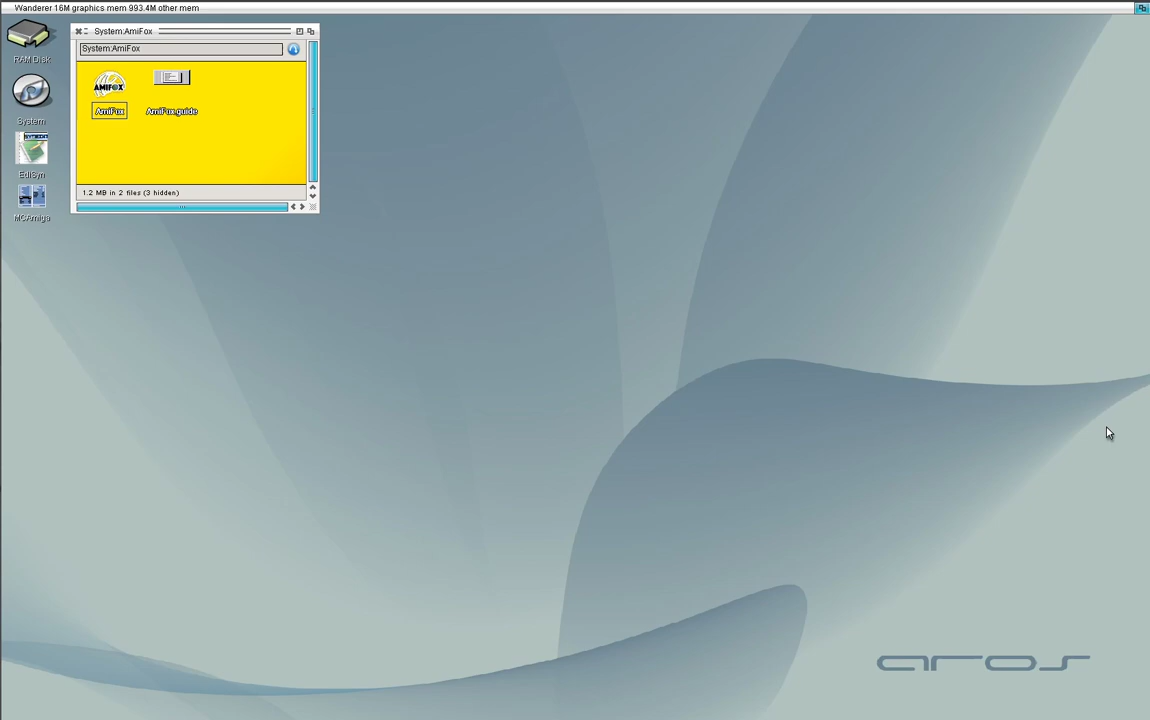 Wanderer 16M graphics mem 993.4M other mem
System:AmiFox
System:AmiFox
AMIFOX
AmiFox
AmiFox.guide
1.2 MB in 2 files (3 hidden)
RAM Disk
System
EdiSyn
MCAmiga
aros